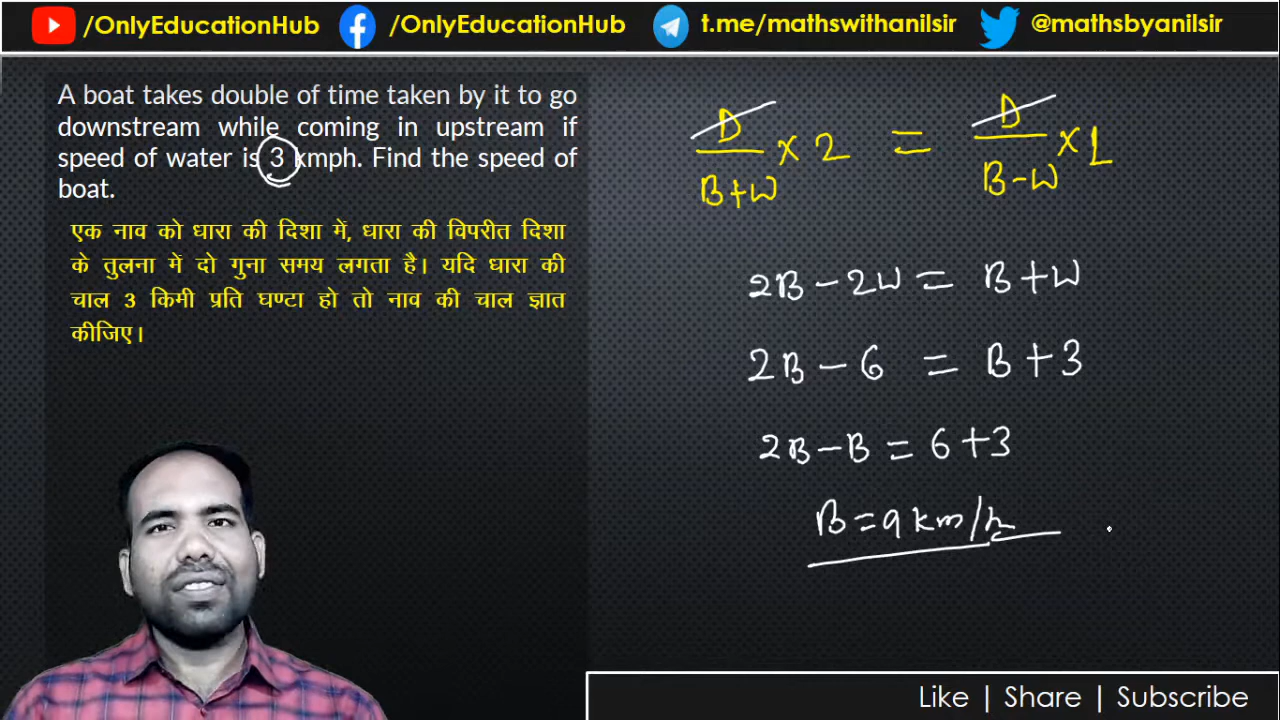 /OnlyEducationHub /OnlyEducationHub t.me/mathswithanilsir @mathsbyanilsir
A boat takes double of time taken by it to go
downstream while coming in upstream if
speed of water is 3 kmph. Find the speed of
boat.
एक नाव को धारा की दिशा में, धारा की विपरीत दिशा
के तुलना में दो गुना समय लगता है। यदि धारा की
चाल 3 किमी प्रति घण्टा हो तो नाव की चाल ज्ञात
कीजिए।
D/B+W × 2 = D/B-W × 1
2B - 2W = B + W
2B - 6 = B + 3
2B - B = 6 + 3
B = 9 km/h
Like | Share | Subscribe